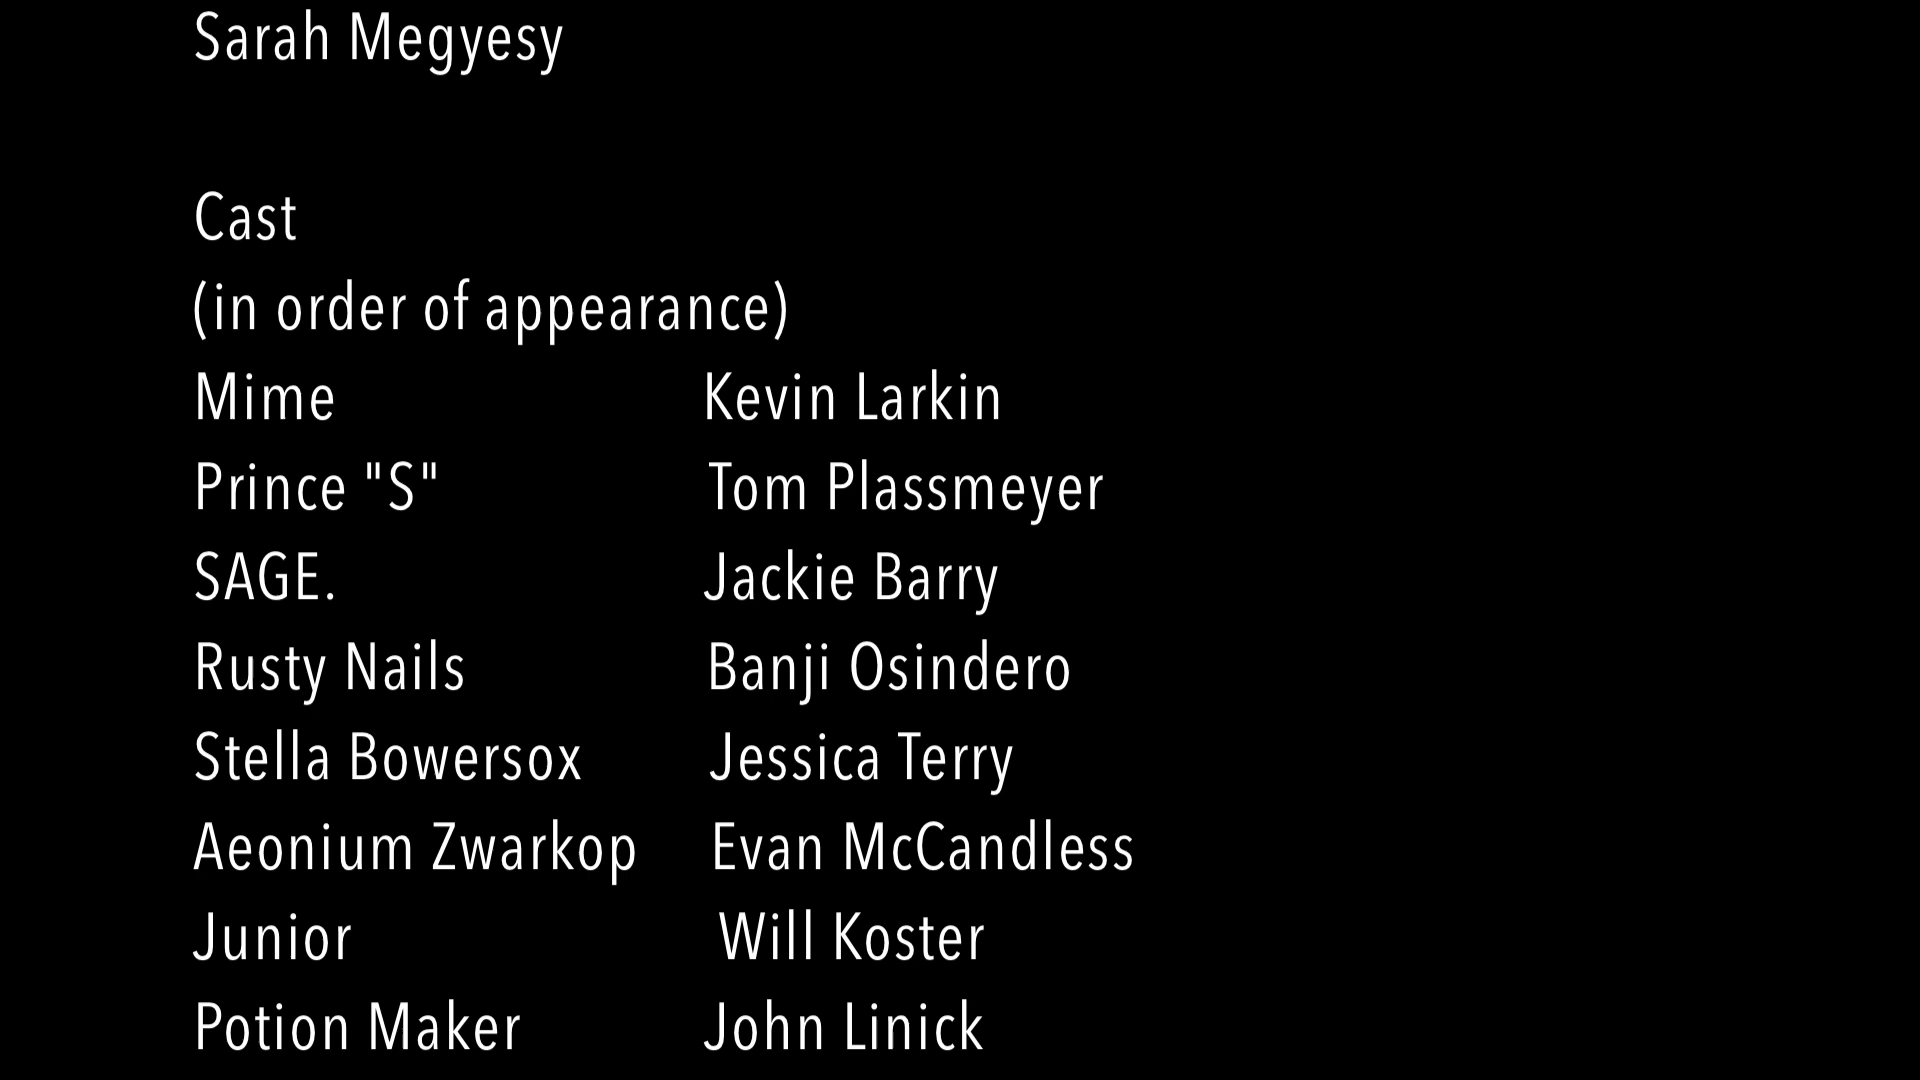 Sarah Megyesy
Cast
(in order of appearance)
Mime Kevin Larkin
Prince "S" Tom Plassmeyer
SAGE. Jackie Barry
Rusty Nails Banji Osindero
Stella Bowersox Jessica Terry
Aeonium Zwarkop Evan McCandless
Junior Will Koster
Potion Maker John Linick